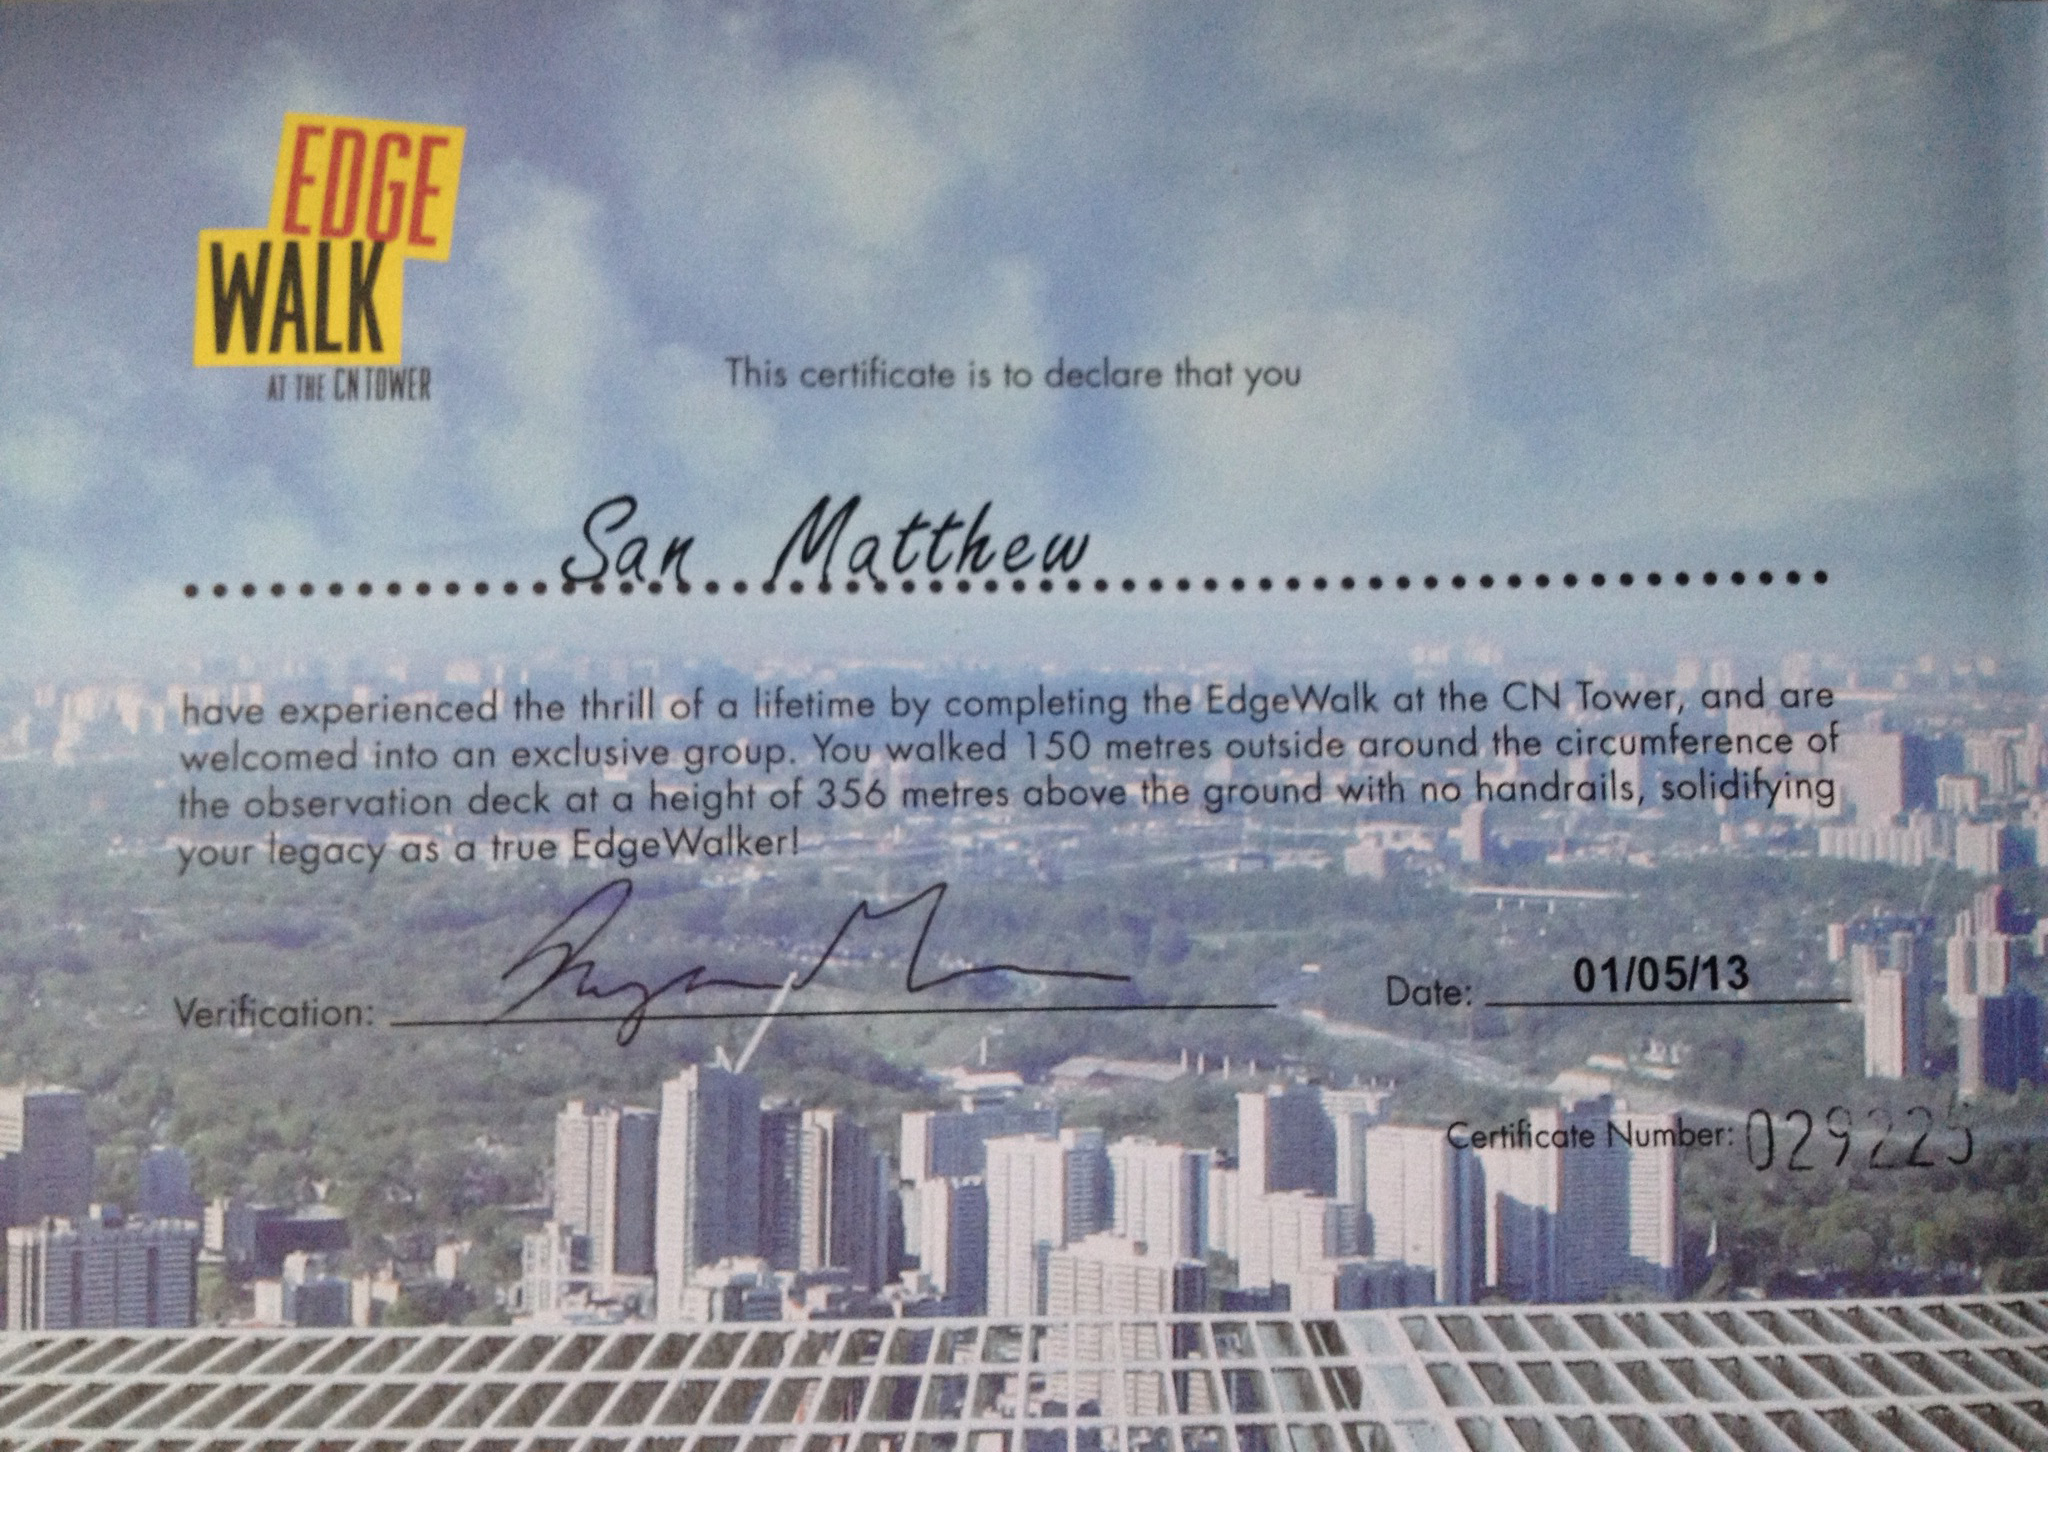 EDGE
WALK
AT THE CN TOWER
This certificate is to declare that you
San Matthew
have experienced the thrill of a lifetime by completing the EdgeWalk at the CN Tower, and are
welcomed into an exclusive group. You walked 150 metres outside around the circumference of
the observation deck at a height of 356 metres above the ground with no handrails, solidifying
your legacy as a true EdgeWalker!
Verification:
Date: 01/05/13
Certificate Number: 029225